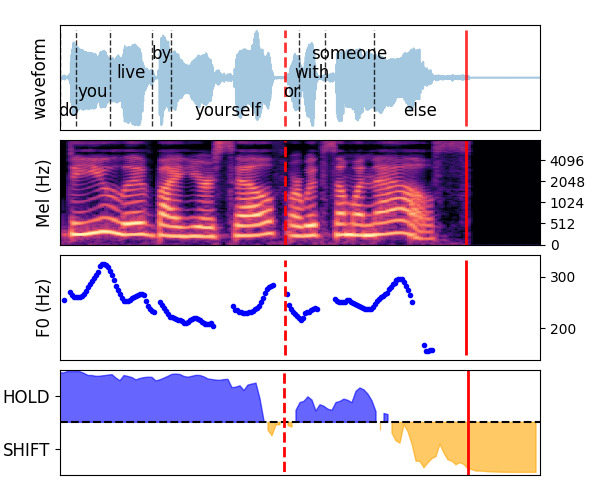 waveform
by
someone
live
with
you
or
do
yourself
else
Mel (Hz)
4096
2048
1024
512
0
F0 (Hz)
300
200
HOLD
SHIFT